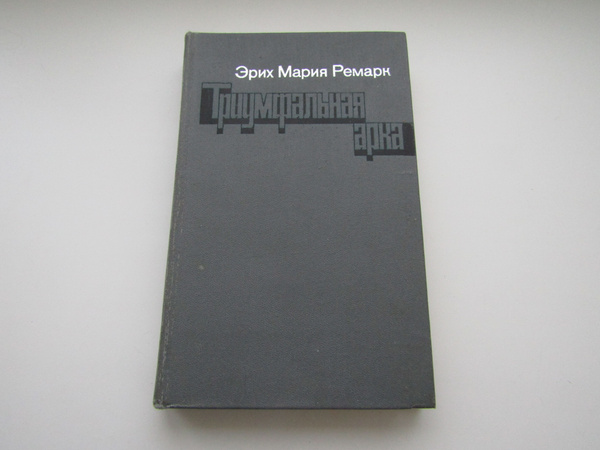 Эрих Мария Ремарк
Триумфальная
арка